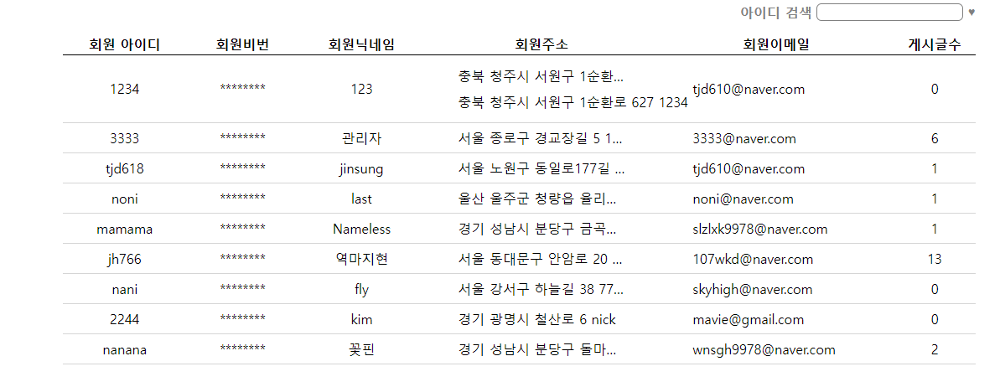 아이디 검색 ♥
회원 아이디 회원비번 회원닉네임 회원주소 회원이메일 게시글수
1234 ******** 123 충북 청주시 서원구 1순환... tjd610@naver.com 0
충북 청주시 서원구 1순환로 627 1234
3333 ******** 관리자 서울 종로구 경교장길 5 1... 3333@naver.com 6
tjd618 ******** jinsung 서울 노원구 동일로177길 ... tjd610@naver.com 1
noni ******** last 울산 울주군 청량읍 율리... noni@naver.com 1
mamama ******** Nameless 경기 성남시 분당구 금곡... slzlxk9978@naver.com 1
jh766 ******** 역마지현 서울 동대문구 안암로 20 ... 107wkd@naver.com 13
nani ******** fly 서울 강서구 하늘길 38 77... skyhigh@naver.com 0
2244 ******** kim 경기 광명시 철산로 6 nick mavie@gmail.com 0
nanana ******** 꽃핀 경기 성남시 분당구 돌마... wnsgh9978@naver.com 2